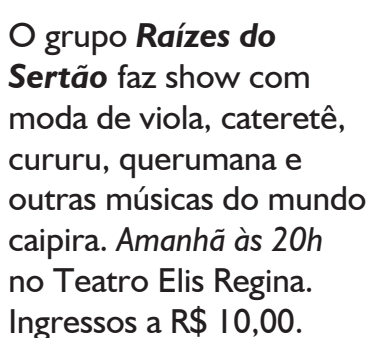 O grupo Raízes do
Sertão faz show com
moda de viola, cateretê,
cururu, querumana e
outras músicas do mundo
caipira. Amanhã às 20h
no Teatro Elis Regina.
Ingressos a R$ 10,00.